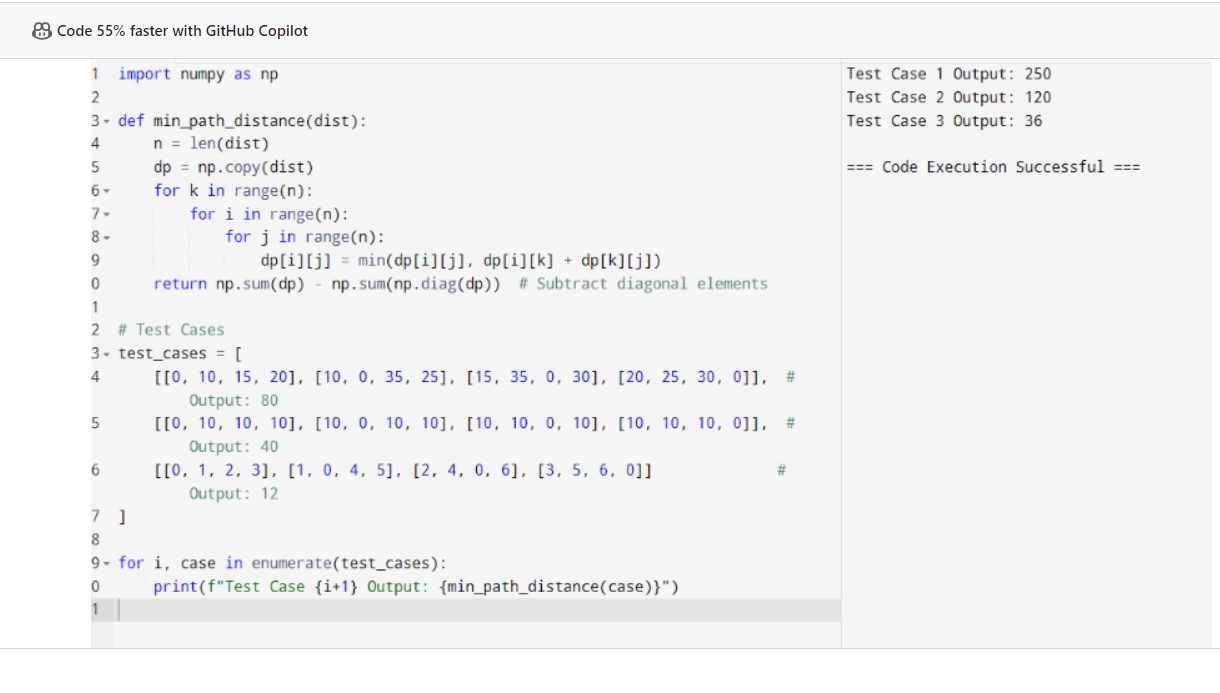 Code 55% faster with GitHub Copilot
1 import numpy as np
2
3 def min_path_distance(dist):
4     n = len(dist)
5     dp = np.copy(dist)
6     for k in range(n):
7         for i in range(n):
8             for j in range(n):
9                 dp[i][j] = min(dp[i][j], dp[i][k] + dp[k][j])
0     return np.sum(dp) - np.sum(np.diag(dp))  # Subtract diagonal elements
1
2 # Test Cases
3 test_cases = [
4     [[0, 10, 15, 20], [10, 0, 35, 25], [15, 35, 0, 30], [20, 25, 30, 0]],  #
        Output: 80
5     [[0, 10, 10, 10], [10, 0, 10, 10], [10, 10, 0, 10], [10, 10, 10, 0]],  #
        Output: 40
6     [[0, 1, 2, 3], [1, 0, 4, 5], [2, 4, 0, 6], [3, 5, 6, 0]]               #
        Output: 12
7 ]
8
9 for i, case in enumerate(test_cases):
0     print(f"Test Case {i+1} Output: {min_path_distance(case)}")
1
Test Case 1 Output: 250
Test Case 2 Output: 120
Test Case 3 Output: 36
=== Code Execution Successful ===